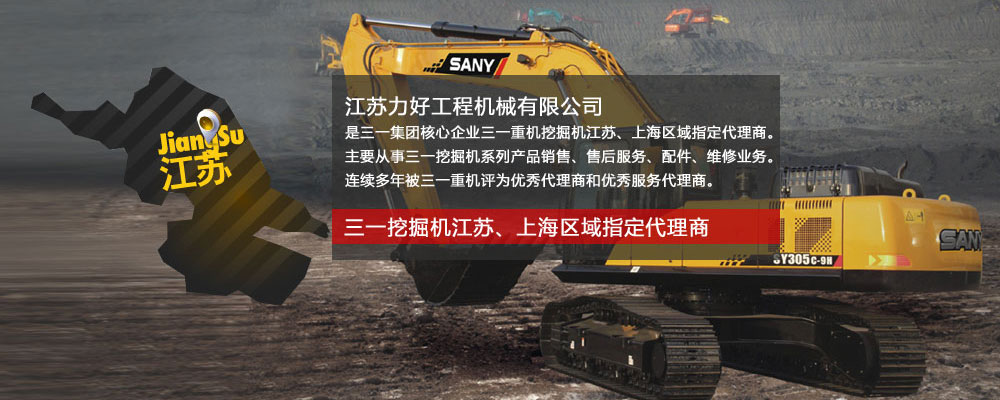 SANY
JiangSu
江苏
江苏力好工程机械有限公司
是三一集团核心企业三一重机挖掘机江苏、上海区域指定代理商。
主要从事三一挖掘机系列产品销售、售后服务、配件、维修业务。
连续多年被三一重机评为优秀代理商和优秀服务代理商。
三一挖掘机江苏、上海区域指定代理商
SANY
SY305C-9H